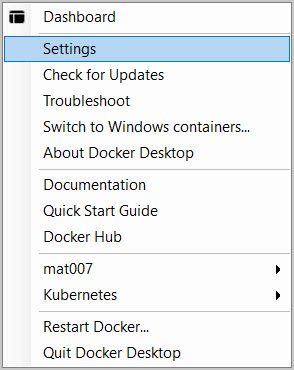 Dashboard
Settings
Check for Updates
Troubleshoot
Switch to Windows containers...
About Docker Desktop
Documentation
Quick Start Guide
Docker Hub
mat007
Kubernetes
Restart Docker...
Quit Docker Desktop